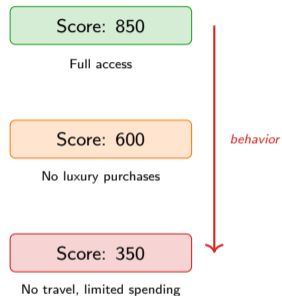 Score: 850
Full access
Score: 600
behavior
No luxury purchases
Score: 350
No travel, limited spending